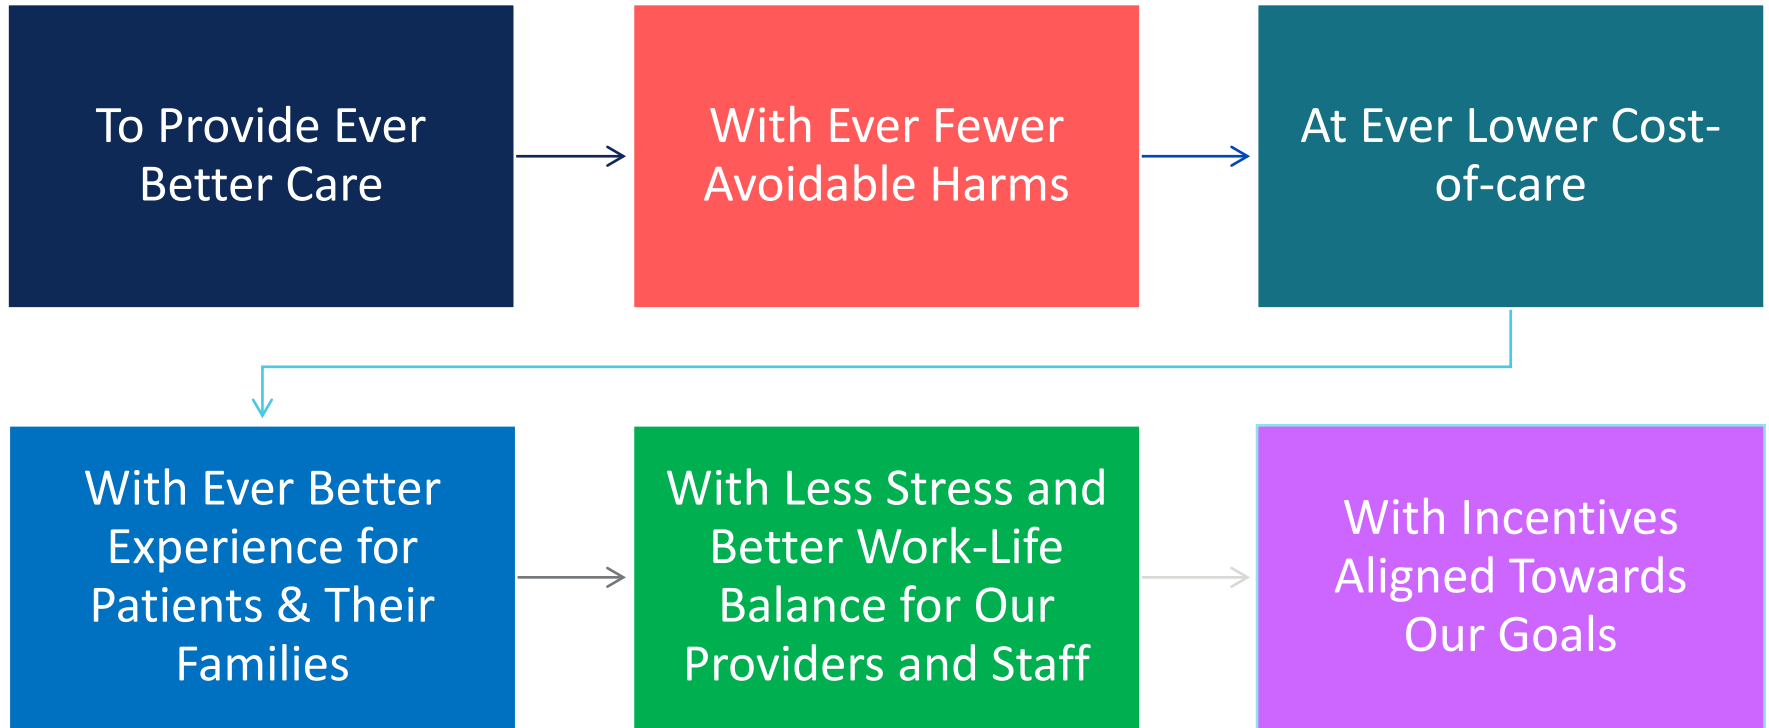 To Provide Ever
Better Care
With Ever Fewer
Avoidable Harms
At Ever Lower Cost-
of-care
With Ever Better
Experience for
Patients & Their
Families
With Less Stress and
Better Work-Life
Balance for Our
Providers and Staff
With Incentives
Aligned Towards
Our Goals